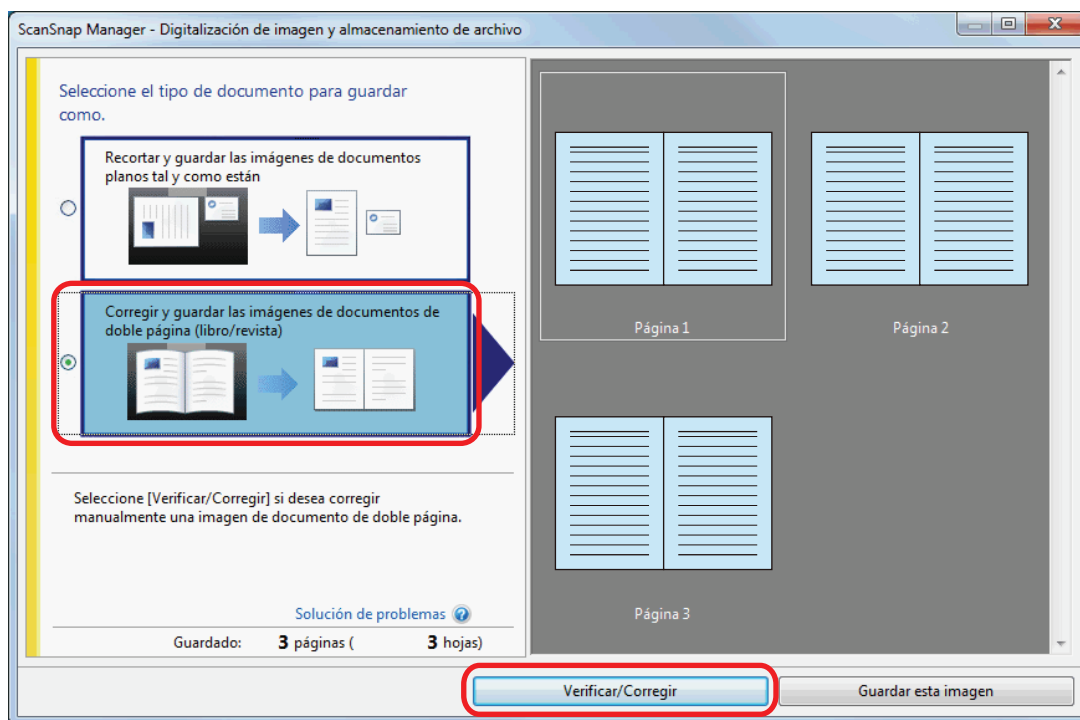 ScanSnap Manager - Digitalización de imagen y almacenamiento de archivo
Seleccione el tipo de documento para guardar
como.
Recortar y guardar las imágenes de documentos
planos tal y como están
Corregir y guardar las imágenes de documentos de
doble página (libro/revista)
Seleccione [Verificar/Corregir] si desea corregir
manualmente una imagen de documento de doble página.
Solución de problemas
Guardado: 3 páginas ( 3 hojas)
Página 1
Página 2
Página 3
Verificar/Corregir
Guardar esta imagen